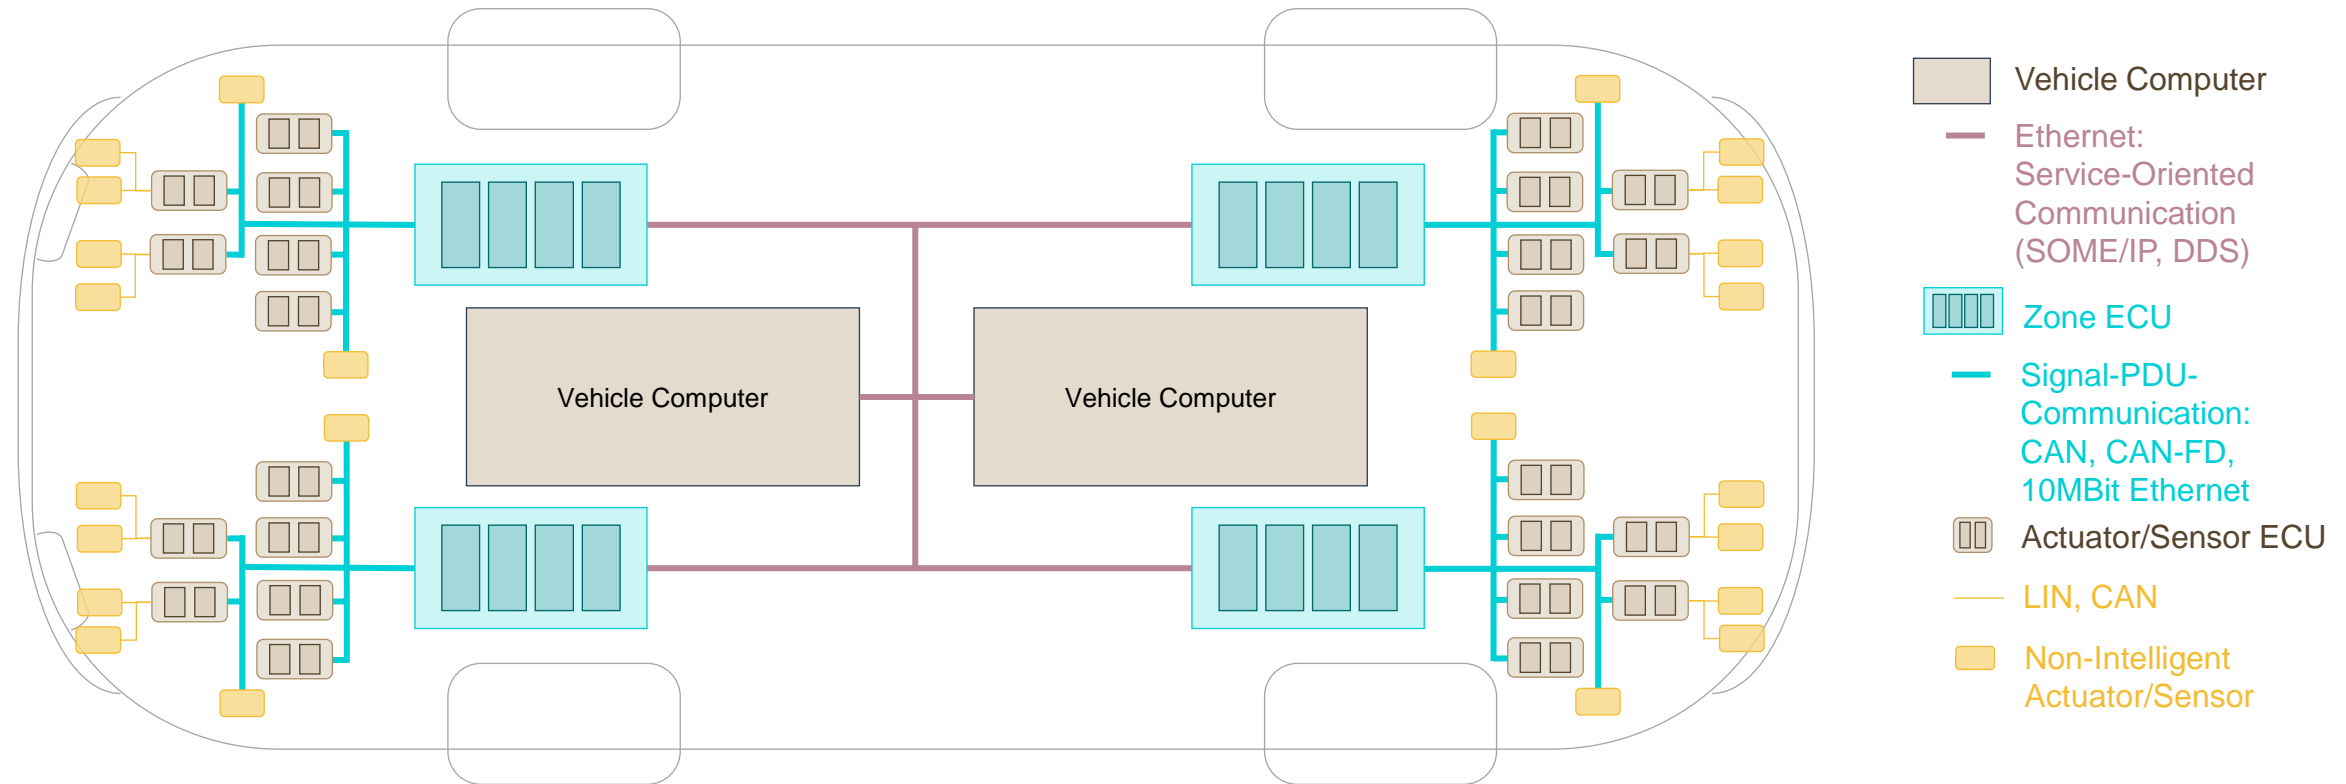 Vehicle Computer
Vehicle Computer
Vehicle Computer
Ethernet:
Service-Oriented
Communication
(SOME/IP, DDS)
Zone ECU
Signal-PDU-
Communication:
CAN, CAN-FD,
10MBit Ethernet
Actuator/Sensor ECU
LIN, CAN
Non-Intelligent
Actuator/Sensor